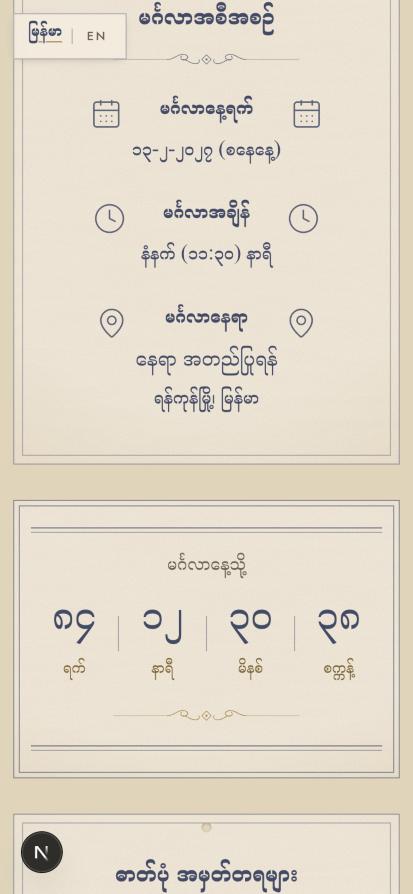 မင်္ဂလာအစီအစဉ်
မြန်မာ | EN
မင်္ဂလာနေ့ရက်
၁၃-၂-၂၀၂၇ (စနေနေ့)
မင်္ဂလာအချိန်
နံနက် (၁၁:၃၀) နာရီ
မင်္ဂလာနေရာ
နေရာ အတည်ပြုရန်
ရန်ကုန်မြို့၊ မြန်မာ
မင်္ဂလာနေ့သို့
၈၄ ၁၂ ၃၀ ၃၈
ရက် နာရီ မိနစ် စက္ကန့်
N
ဓာတ်ပုံ အမှတ်တရများ